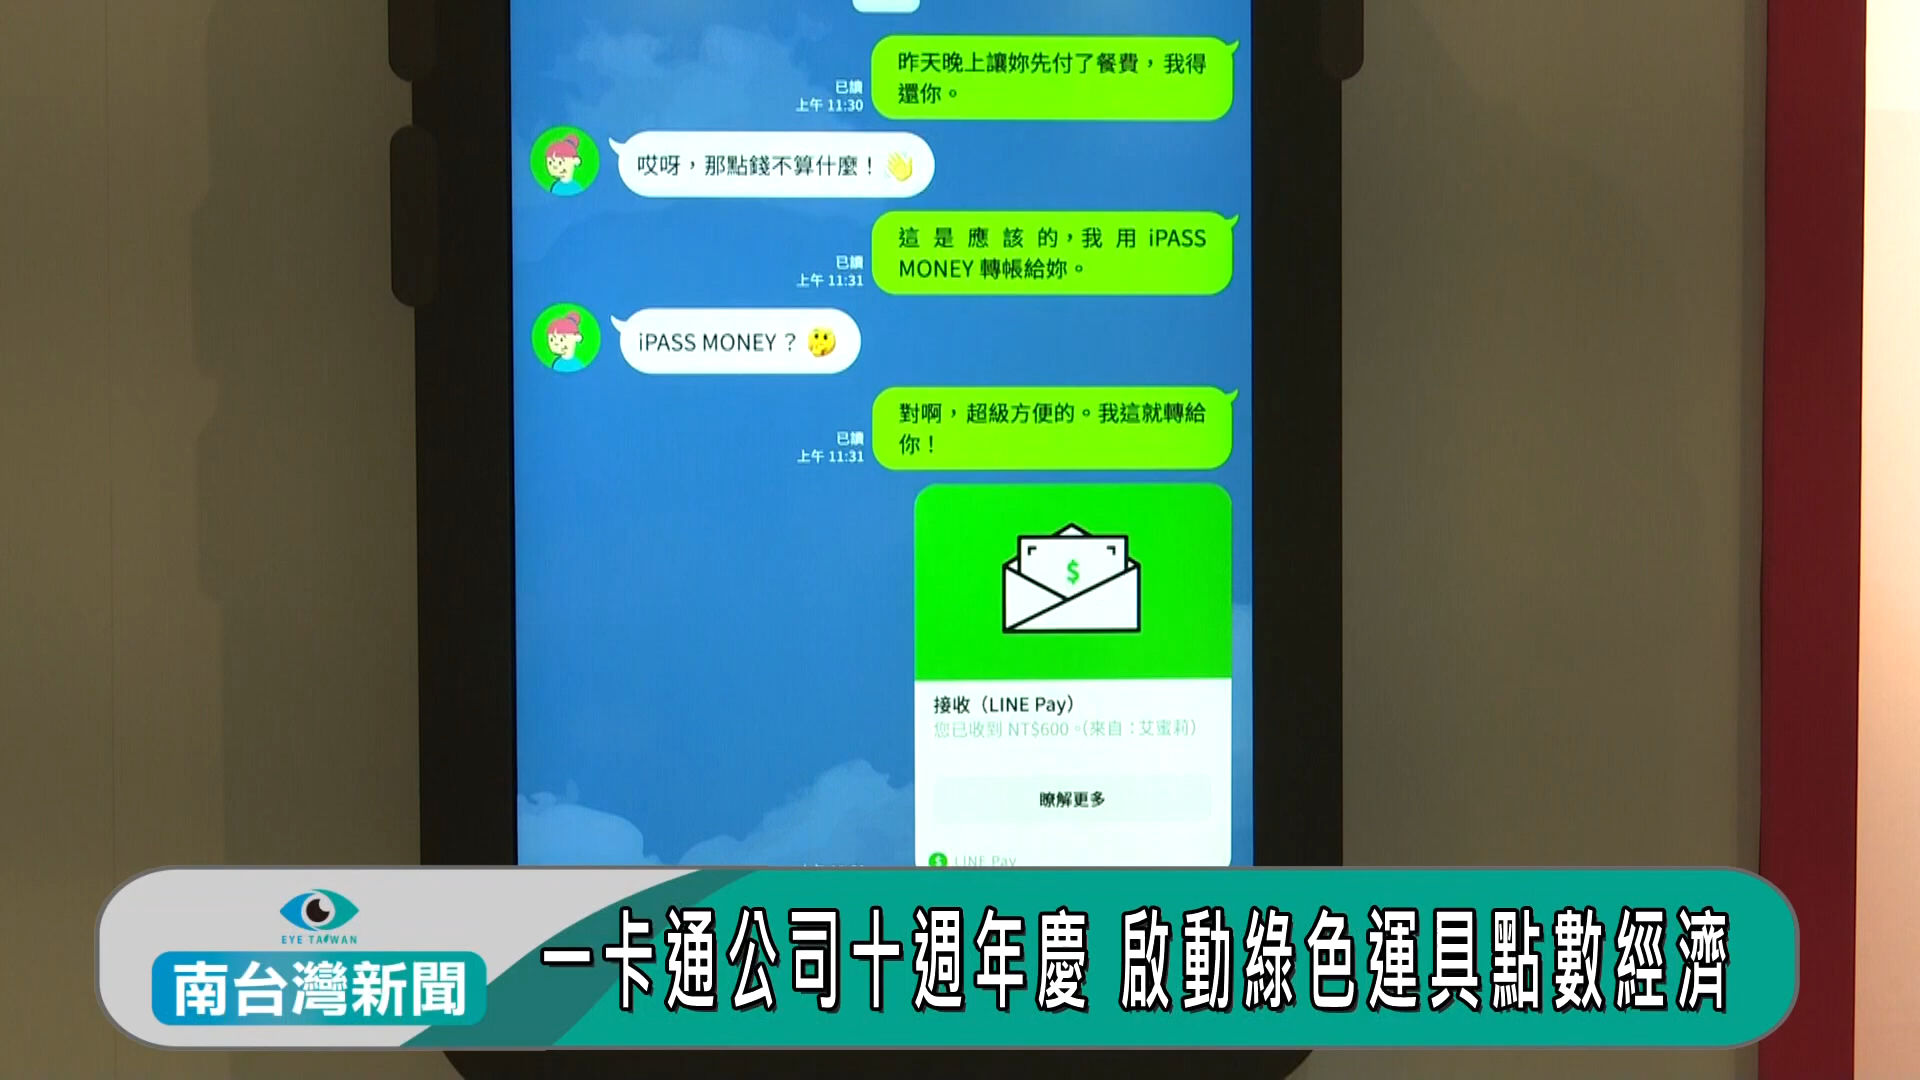 昨天晚上讓妳先付了餐費，我得
還你。
已讀
上午 11:30
哎呀，那點錢不算什麼！
這是應該的，我用 iPASS
MONEY 轉帳給妳。
已讀
上午 11:31
iPASS MONEY？
對啊，超級方便的。我這就轉給
你！
已讀
上午 11:31
$
接收（LINE Pay）
您已收到 NT$600。（來自：艾蜜莉）
瞭解更多
$ LINE Pay
EYE TAIWAN
南台灣新聞
一卡通公司十週年慶 啟動綠色運具點數經濟